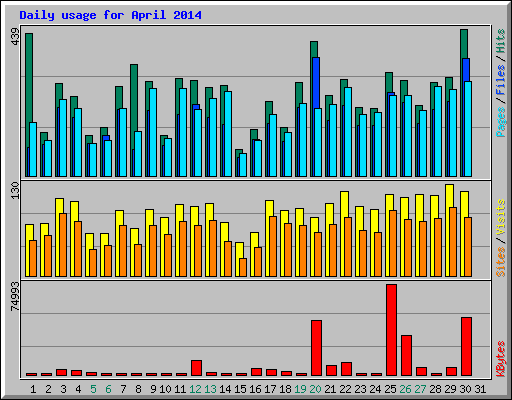 Daily usage for April 2014
439
Pages/Files/Hits
130
Sites/Visits
74993
KBytes
1 2 3 4 5 6 7 8 9 10 11 12 13 14 15 16 17 18 19 20 21 22 23 24 25 26 27 28 29 30 31